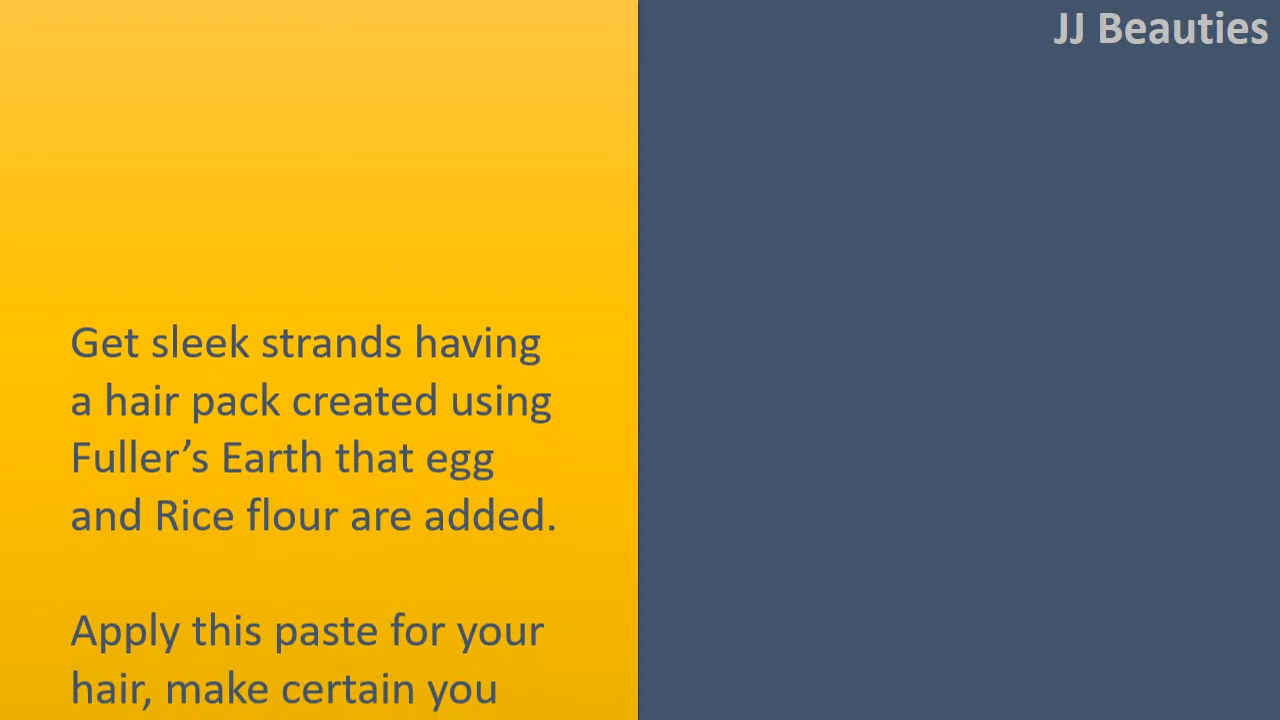 JJ Beauties
Get sleek strands having
a hair pack created using
Fuller’s Earth that egg
and Rice flour are added.
Apply this paste for your
hair, make certain you